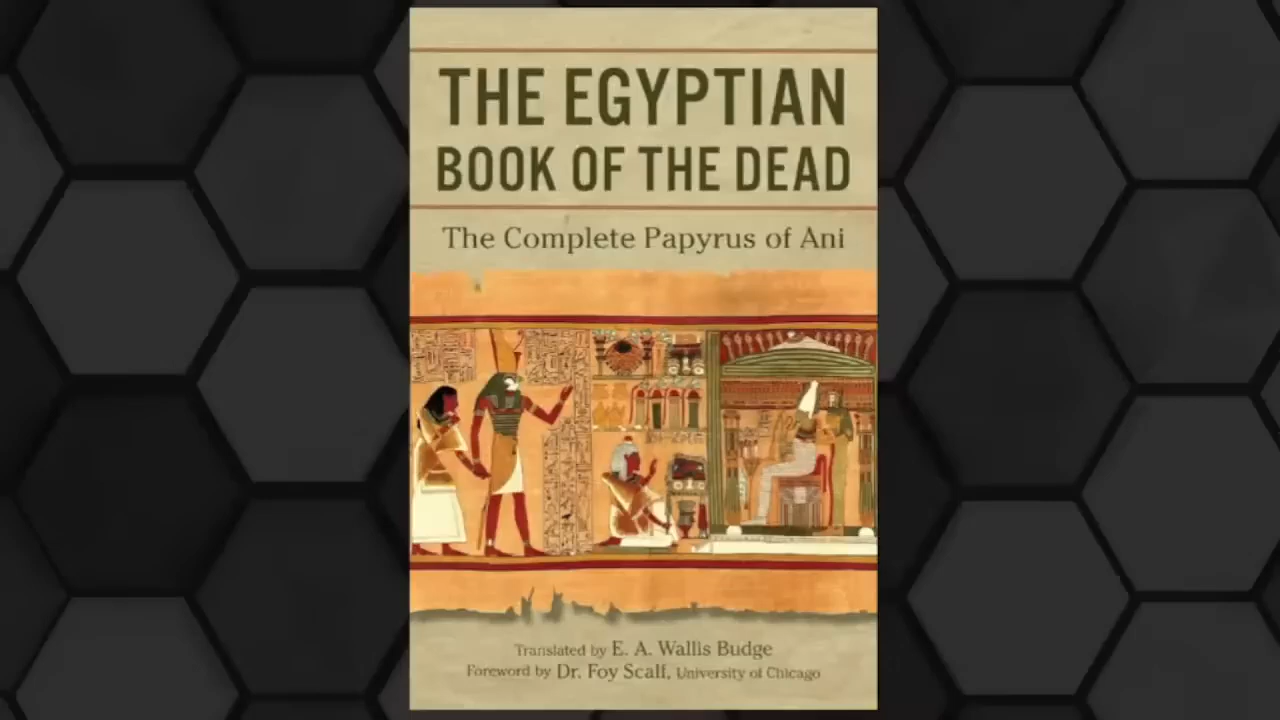 THE EGYPTIAN
BOOK OF THE DEAD
The Complete Papyrus of Ani
Translated by E. A. Wallis Budge
Foreword by Dr. Foy Scalf, University of Chicago